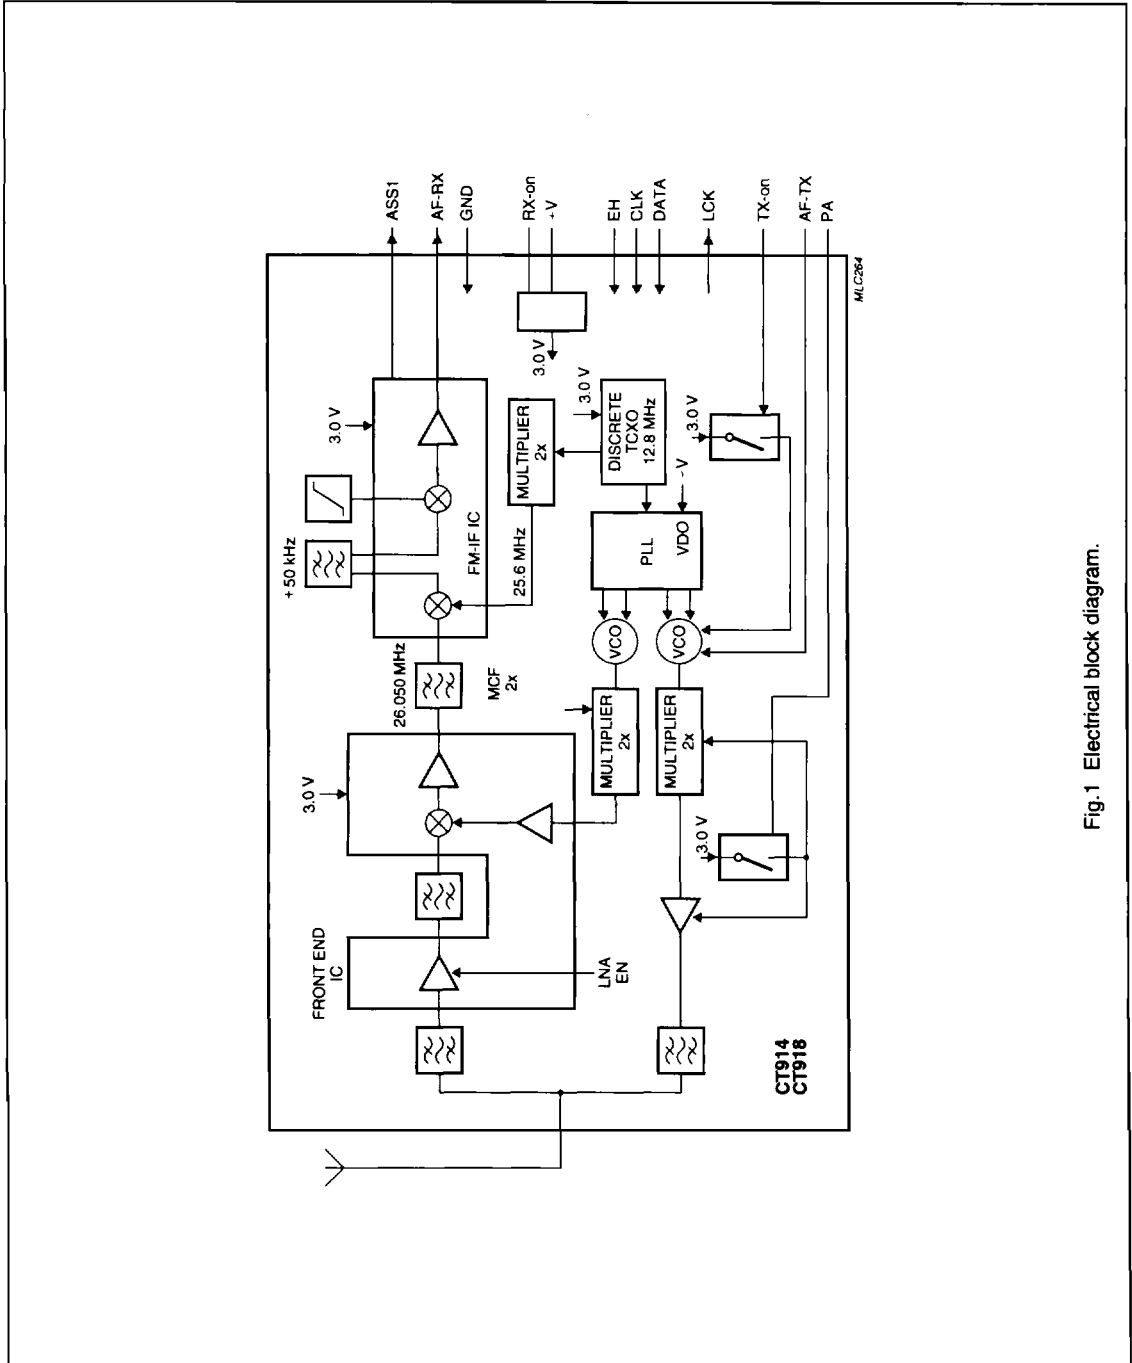 FRONT END
IC
3.0 V
LNA
EN
26.050 MHz
MCF
2x
+50 kHz
3.0 V
FM-IF IC
25.6 MHz
MULTIPLIER
2x
3.0 V
DISCRETE
TCXO
12.8 MHz
3.0 V
PLL
VDO
-V
VCO
VCO
MULTIPLIER
2x
MULTIPLIER
2x
3.0 V
3.0 V
ASS1
AF-RX
GND
RX-on
+V
EH
CLK
DATA
LCK
TX-on
AF-TX
PA
CT914
CT918
MLC264
Fig.1 Electrical block diagram.